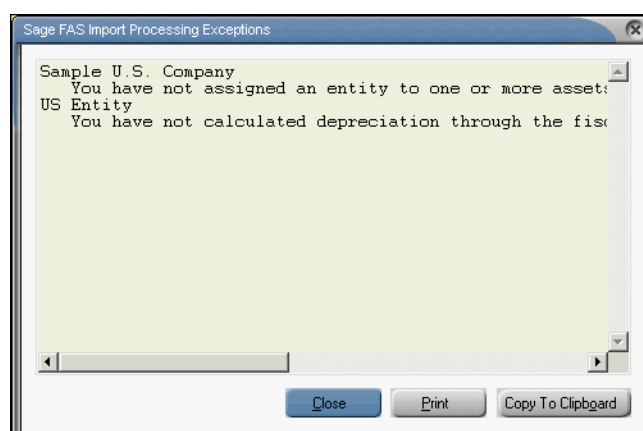 Sage FAS Import Processing Exceptions
Sample U.S. Company
You have not assigned an entity to one or more assets
US Entity
You have not calculated depreciation through the
Close Print Copy To Clipboard